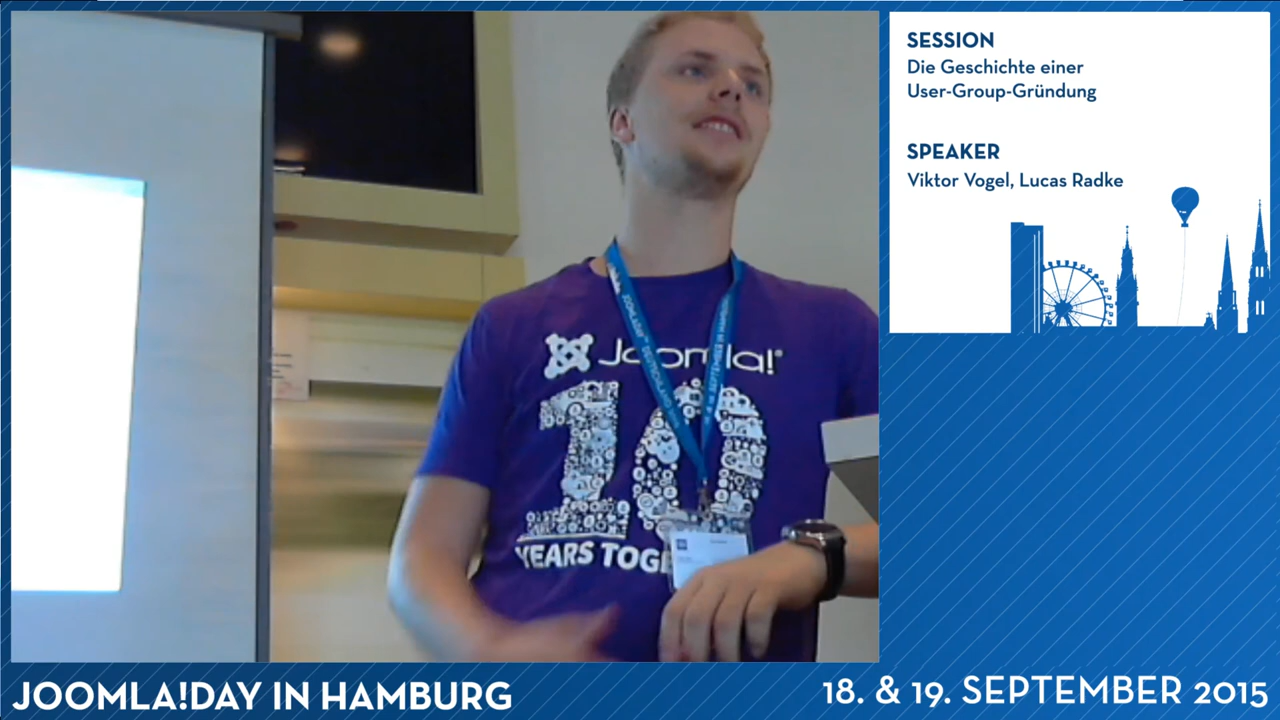 SESSION
Die Geschichte einer
User-Group-Gründung
SPEAKER
Viktor Vogel, Lucas Radke
Joomla!®
10
YEARS TOGE
JOOMLA!DAY IN HAMBURG
18. & 19. SEPTEMBER 2015